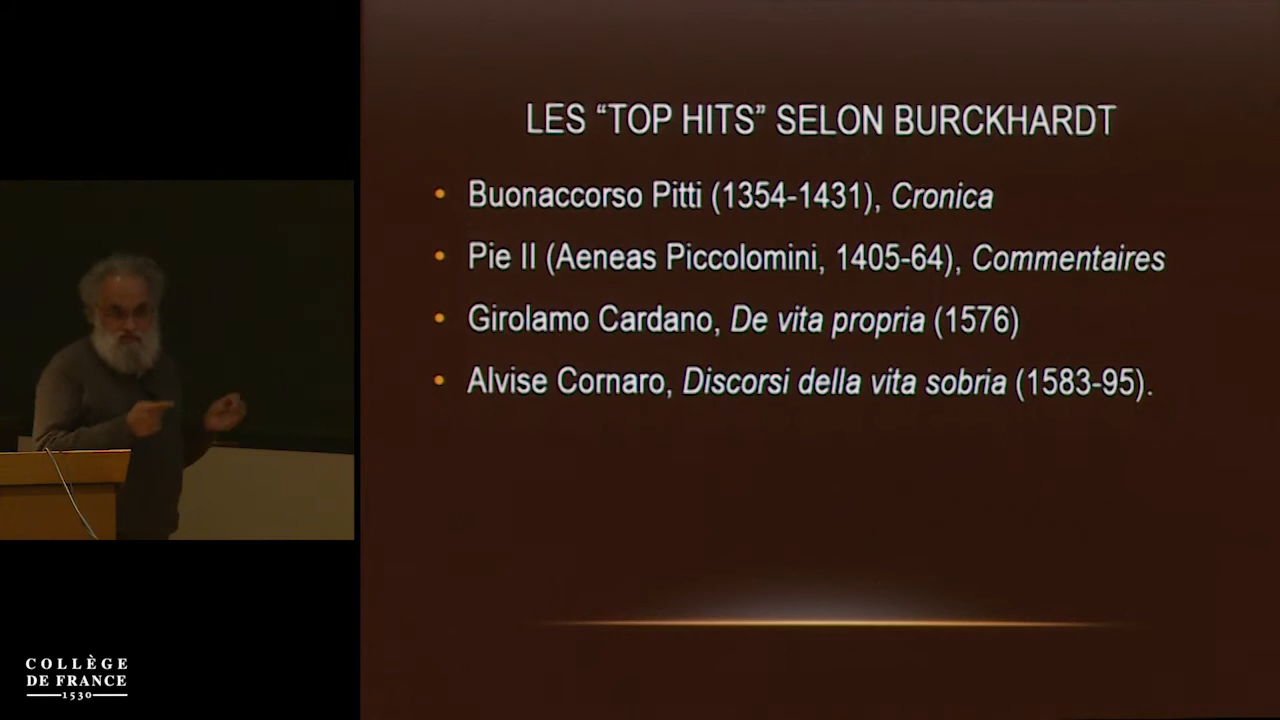 LES “TOP HITS” SELON BURCKHARDT
• Buonaccorso Pitti (1354-1431), Cronica
• Pie II (Aeneas Piccolomini, 1405-64), Commentaires
• Girolamo Cardano, De vita propria (1576)
• Alvise Cornaro, Discorsi della vita sobria (1583-95).
COLLÈGE
DE FRANCE
1530